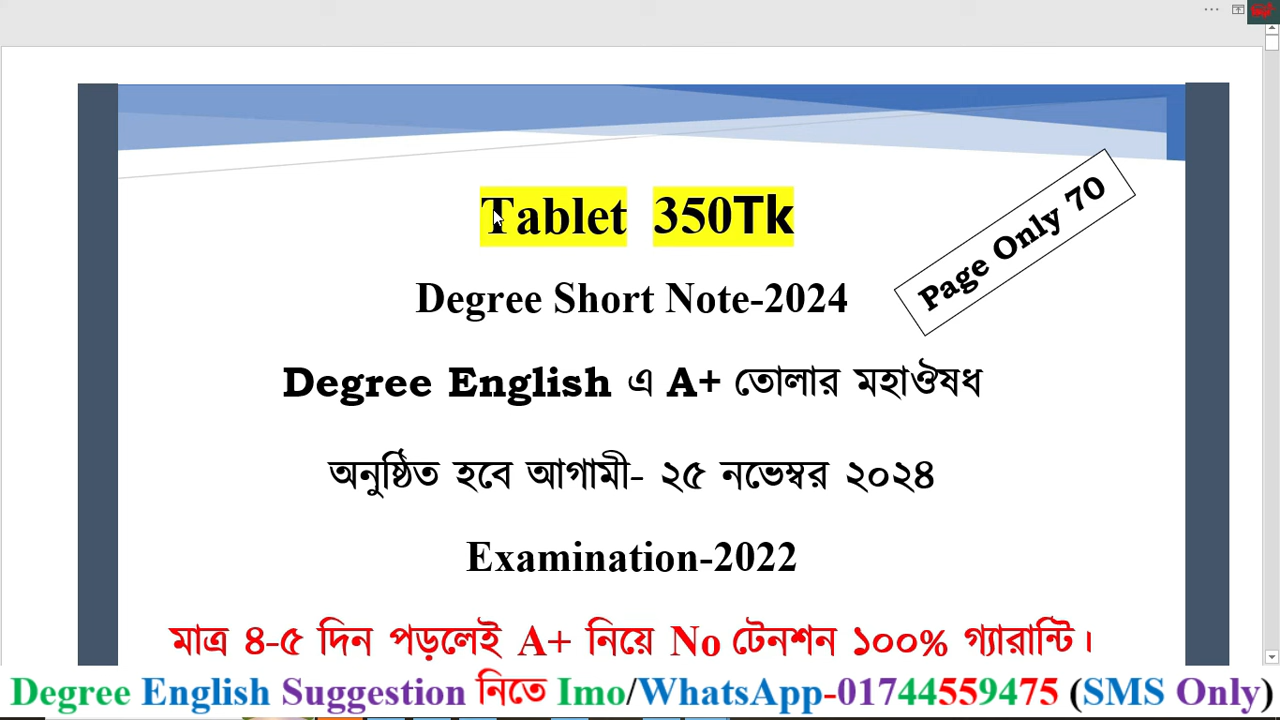 Tablet 350Tk
Page Only 70
Degree Short Note-2024
Degree English এ A+ তোলার মহাঔষধ
অনুষ্ঠিত হবে আগামী- ২৫ নভেম্বর ২০২৪
Examination-2022
মাত্র ৪-৫ দিন পড়লেই A+ নিয়ে No টেনশন ১০০% গ্যারান্টি।
Degree English Suggestion নিতে Imo/WhatsApp-01744559475 (SMS Only)